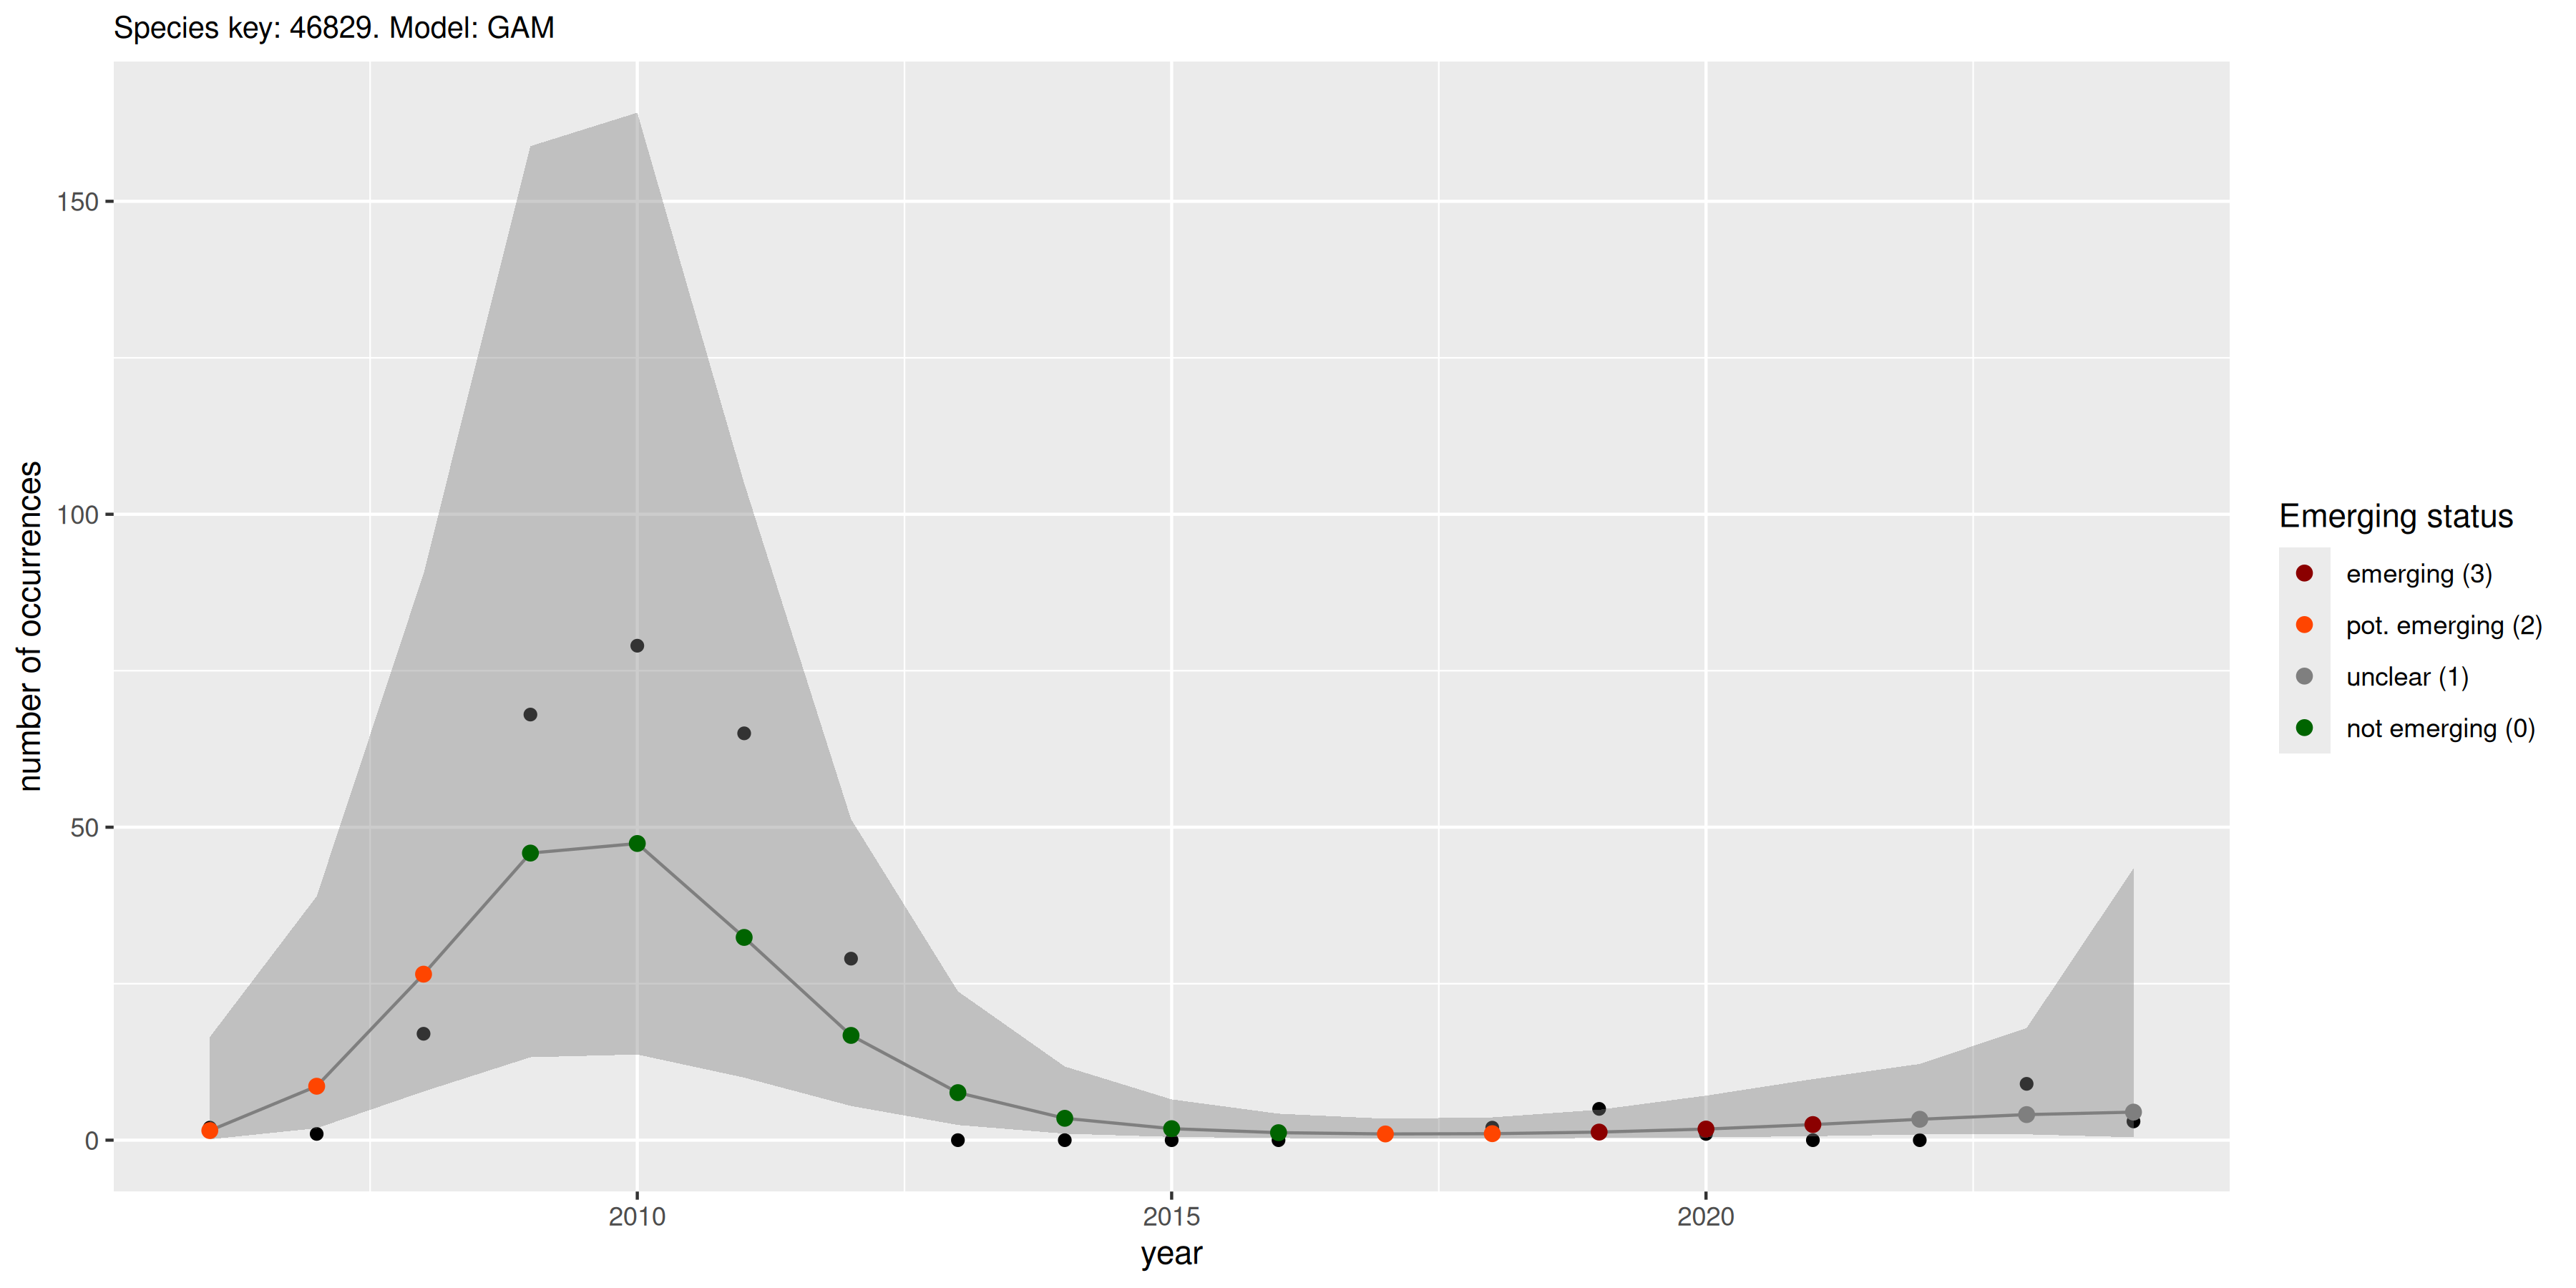 Species key: 46829. Model: GAM
150
100
50
0
number of occurrences
2010
2015
2020
year
Emerging status
emerging (3)
pot. emerging (2)
unclear (1)
not emerging (0)